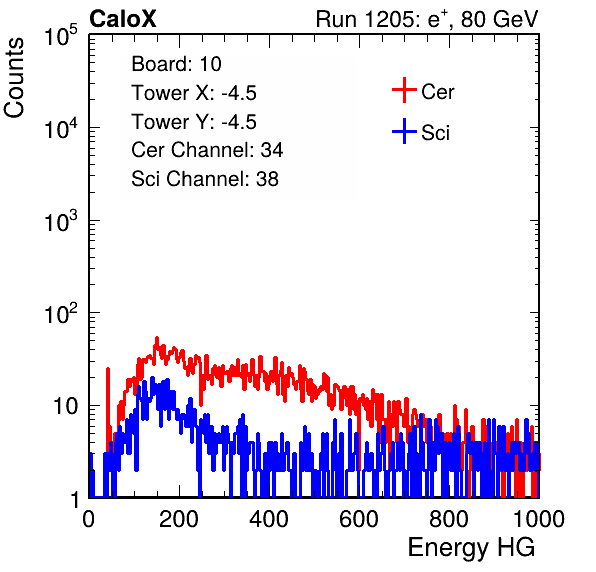 CaloX
Run 1205: e⁺, 80 GeV
Counts
10⁵
10⁴
10³
10²
10
1
Board: 10
Tower X: -4.5
Tower Y: -4.5
Cer Channel: 34
Sci Channel: 38
Cer
Sci
0 200 400 600 800 1000
Energy HG